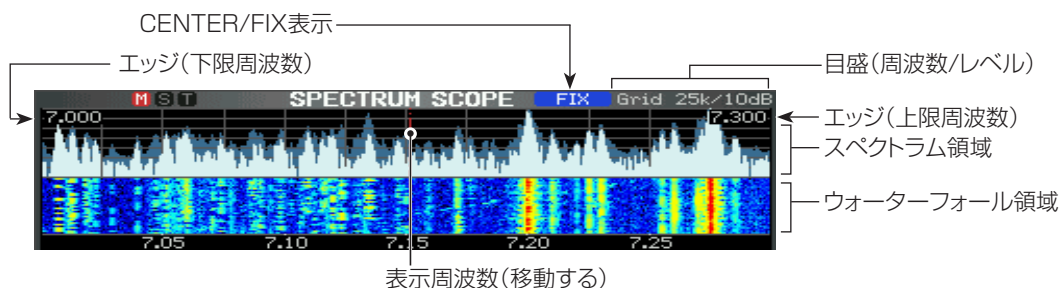 CENTER/FIX表示
エッジ(下限周波数)
目盛(周波数/レベル)
M S T SPECTRUM SCOPE FIX Grid 25k/10dB
7.000 7.300
エッジ(上限周波数)
スペクトラム領域
ウォーターフォール領域
7.05 7.10 7.15 7.20 7.25
表示周波数(移動する)